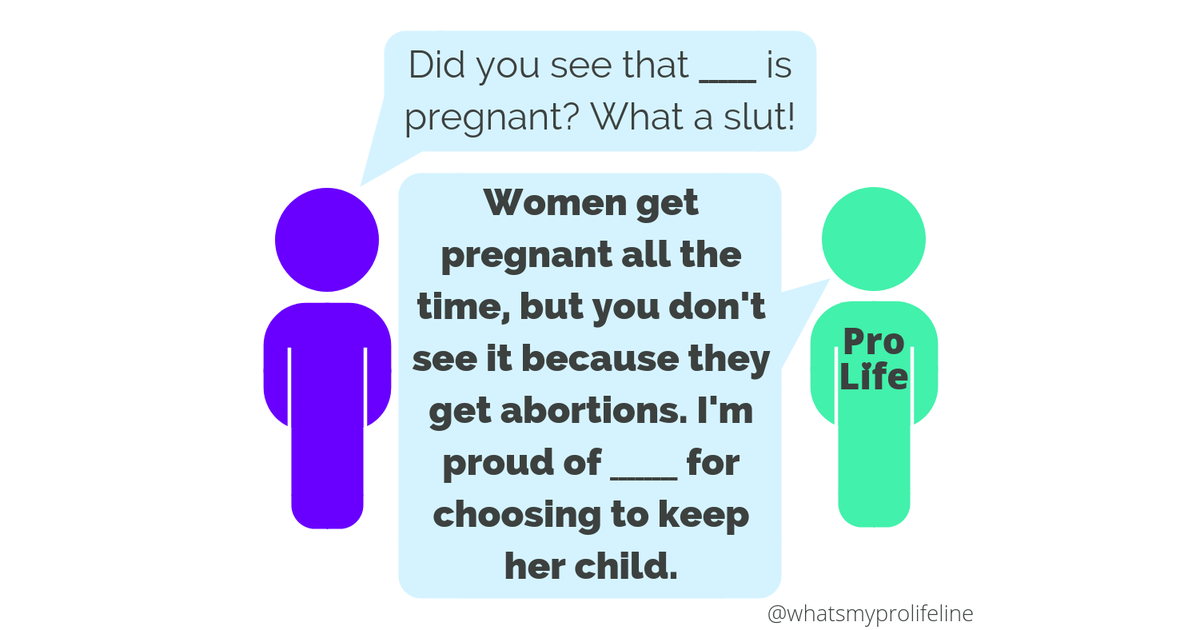 Did you see that ____ is
pregnant? What a slut!
Women get
pregnant all the
time, but you don't
see it because they
get abortions. I'm
proud of ____ for
choosing to keep
her child.
Pro
Life
@whatsmyprolifeline